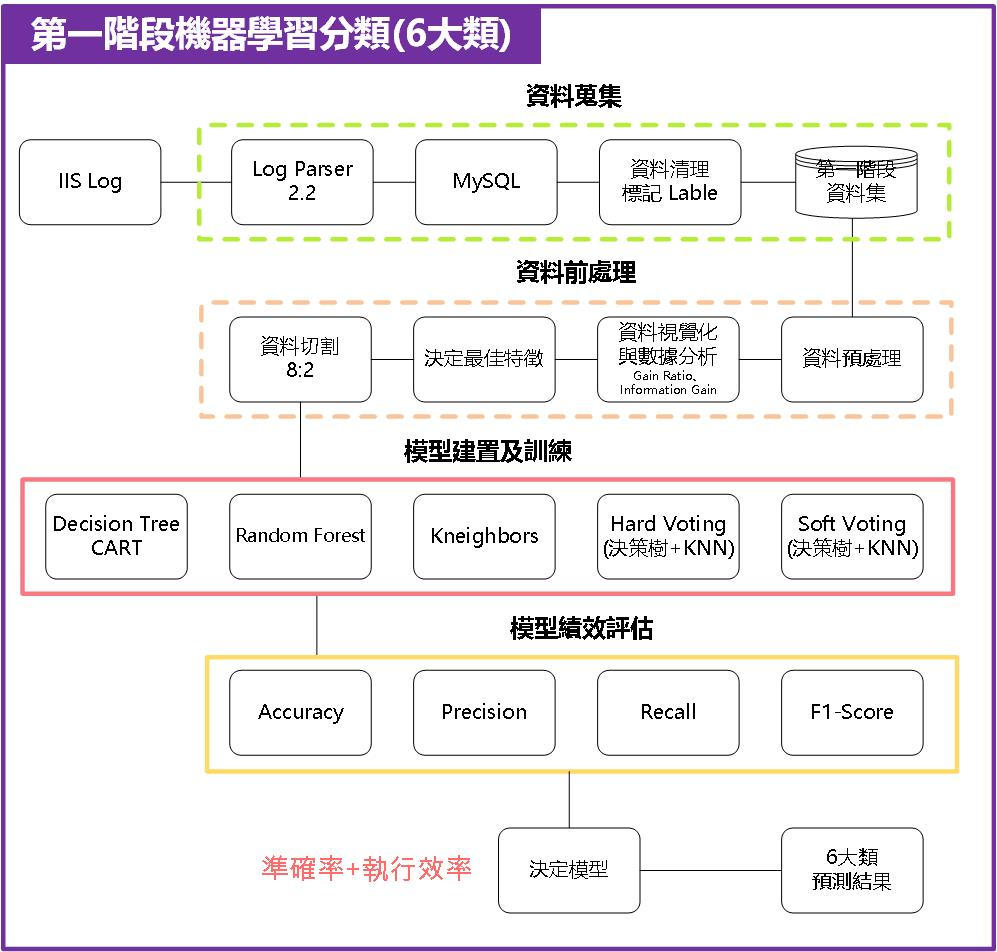 第一階段機器學習分類(6大類)
資料蒐集
IIS Log
Log Parser
2.2
MySQL
資料清理
標記 Lable
第一階段
資料集
資料前處理
資料切割
8:2
決定最佳特徵
資料視覺化
與數據分析
Gain Ratio、
Information Gain
資料預處理
模型建置及訓練
Decision Tree
CART
Random Forest
Kneighbors
Hard Voting
(決策樹+KNN)
Soft Voting
(決策樹+KNN)
模型績效評估
Accuracy
Precision
Recall
F1-Score
準確率+執行效率
決定模型
6大類
預測結果